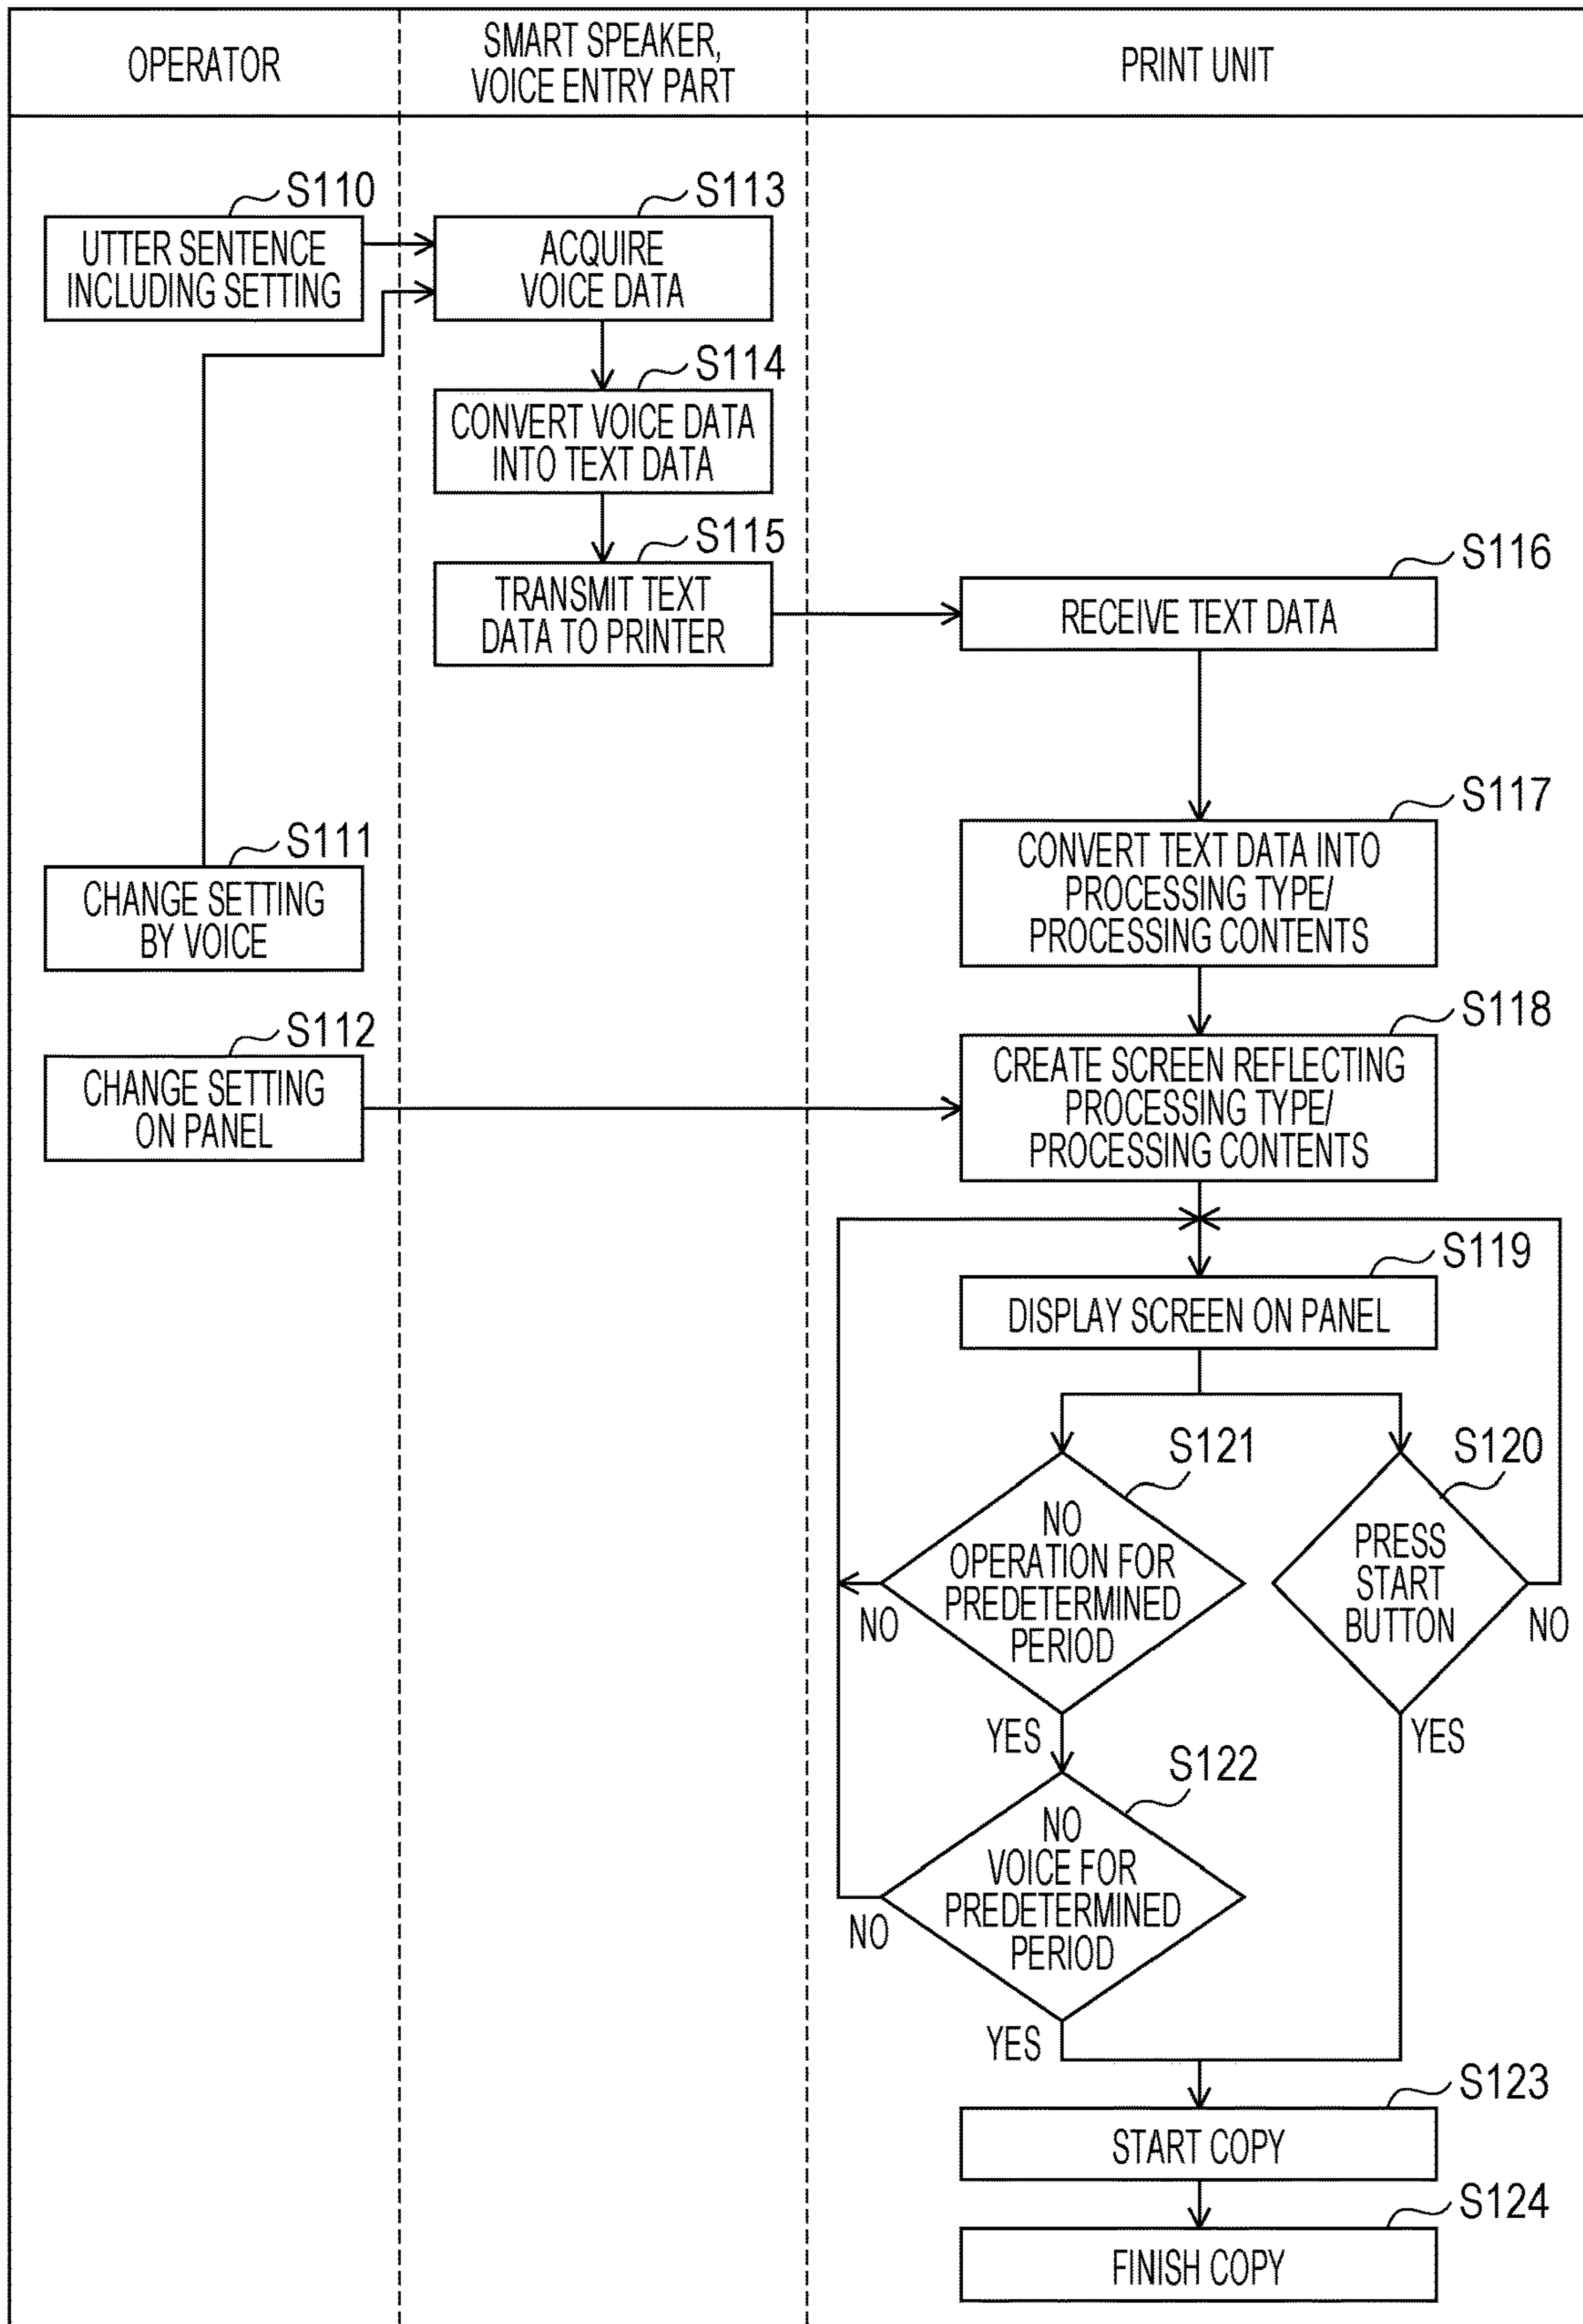 OPERATOR
SMART SPEAKER,
VOICE ENTRY PART
PRINT UNIT
S110
UTTER SENTENCE
INCLUDING SETTING
S113
ACQUIRE
VOICE DATA
S114
CONVERT VOICE DATA
INTO TEXT DATA
S115
TRANSMIT TEXT
DATA TO PRINTER
S116
RECEIVE TEXT DATA
S111
CHANGE SETTING
BY VOICE
S117
CONVERT TEXT DATA INTO
PROCESSING TYPE/
PROCESSING CONTENTS
S112
CHANGE SETTING
ON PANEL
S118
CREATE SCREEN REFLECTING
PROCESSING TYPE/
PROCESSING CONTENTS
S119
DISPLAY SCREEN ON PANEL
S121
NO
OPERATION FOR
PREDETERMINED
PERIOD
NO
YES
S120
PRESS
START
BUTTON
NO
YES
S122
NO
VOICE FOR
PREDETERMINED
PERIOD
NO
YES
S123
START COPY
S124
FINISH COPY